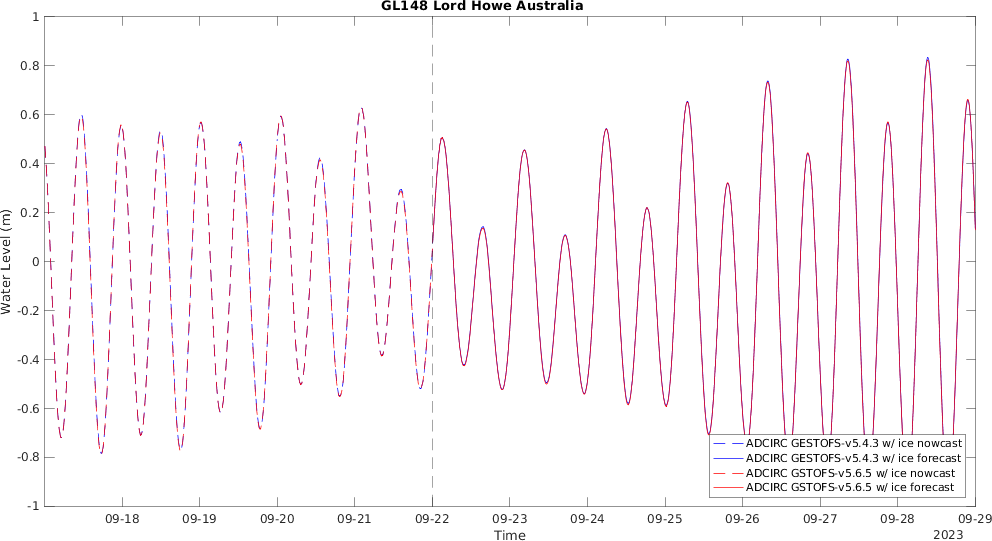 GL148 Lord Howe Australia
1
0.8
0.6
0.4
0.2
0
-0.2
-0.4
-0.6
-0.8
-1
Water Level (m)
ADCIRC GESTOFS-v5.4.3 w/ ice nowcast
ADCIRC GESTOFS-v5.4.3 w/ ice forecast
ADCIRC GSTOFS-v5.6.5 w/ ice nowcast
ADCIRC GSTOFS-v5.6.5 w/ ice forecast
09-18 09-19 09-20 09-21 09-22 09-23 09-24 09-25 09-26 09-27 09-28 09-29
Time 2023